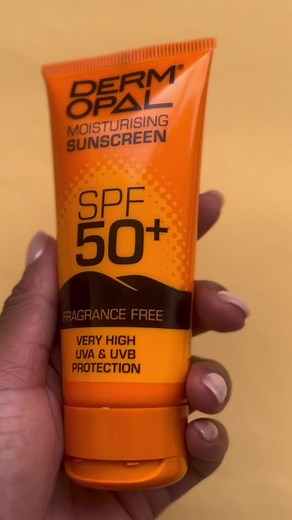 DERM®
OPAL
MOISTURISING
SUNSCREEN
SPF
50+
FRAGRANCE FREE
VERY HIGH
UVA & UVB
PROTECTION